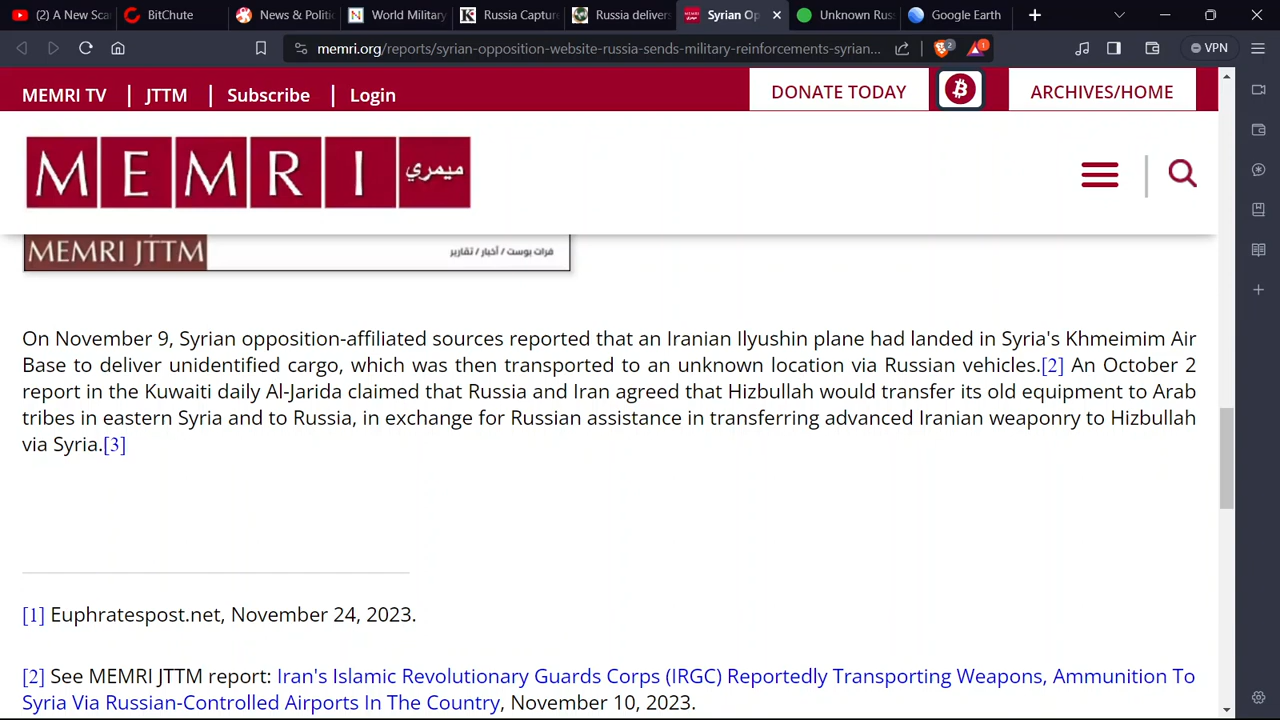 (2) A New Scar
BitChute
News & Politi
World Military
Russia Captur
Russia deliver
Syrian Op
Unknown Rus
Google Earth
memri.org/reports/syrian-opposition-website-russia-sends-military-reinforcements-syrian...
2
1
VPN
MEMRI TV | JTTM | Subscribe | Login
DONATE TODAY
ARCHIVES/HOME
MEMRI ميمري
MEMRI JTTM
فرات بوست / أخبار / تقارير
On November 9, Syrian opposition-affiliated sources reported that an Iranian Ilyushin plane had landed in Syria's Khmeimim Air
Base to deliver unidentified cargo, which was then transported to an unknown location via Russian vehicles.[2] An October 2
report in the Kuwaiti daily Al-Jarida claimed that Russia and Iran agreed that Hizbullah would transfer its old equipment to Arab
tribes in eastern Syria and to Russia, in exchange for Russian assistance in transferring advanced Iranian weaponry to Hizbullah
via Syria.[3]
[1] Euphratespost.net, November 24, 2023.
[2] See MEMRI JTTM report: Iran's Islamic Revolutionary Guards Corps (IRGC) Reportedly Transporting Weapons, Ammunition To
Syria Via Russian-Controlled Airports In The Country, November 10, 2023.